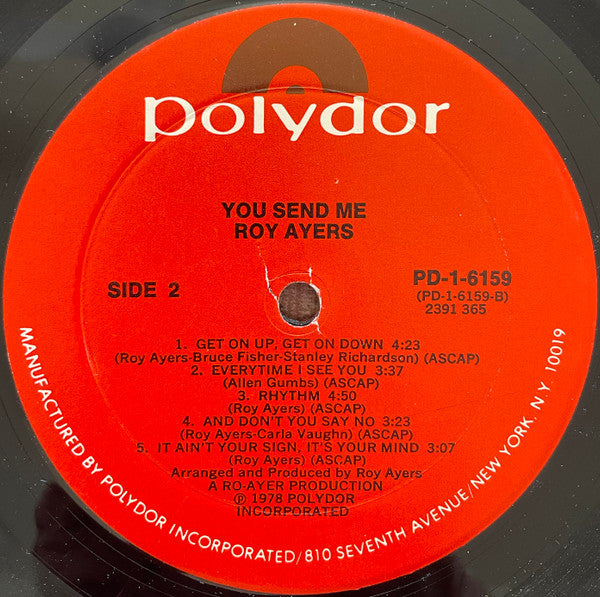 polydor
YOU SEND ME
ROY AYERS
SIDE 2
PD-1-6159
(PD-1-6159-B)
2391 365
1. GET ON UP, GET ON DOWN 4:23
(Roy Ayers-Bruce Fisher-Stanley Richardson) (ASCAP)
2. EVERYTIME I SEE YOU 3:37
(Allen Gumbs) (ASCAP)
3. RHYTHM 4:50
(Roy Ayers) (ASCAP)
4. AND DON'T YOU SAY NO 3:23
(Roy Ayers-Carla Vaughn) (ASCAP)
5. IT AIN'T YOUR SIGN, IT'S YOUR MIND 3:07
(Roy Ayers) (ASCAP)
Arranged and Produced by Roy Ayers
A RO-AYER PRODUCTION
℗ 1978 POLYDOR
INCORPORATED
MANUFACTURED BY POLYDOR INCORPORATED/810 SEVENTH AVENUE/NEW YORK, N.Y. 10019